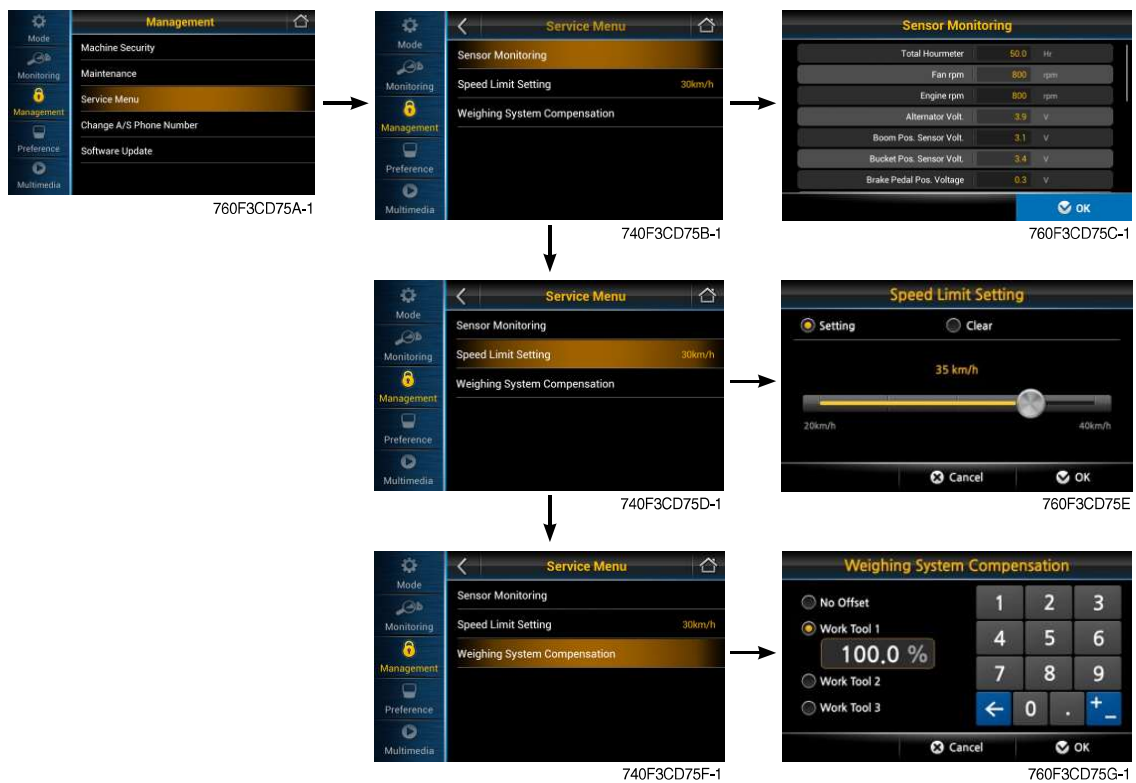 Management
Mode
Monitoring
Management
Preference
Multimedia
Machine Security
Maintenance
Service Menu
Change A/S Phone Number
Software Update
760F3CD75A-1
Service Menu
Mode
Monitoring
Management
Preference
Multimedia
Sensor Monitoring
Speed Limit Setting 30km/h
Weighing System Compensation
740F3CD75B-1
Sensor Monitoring
Total Hourmeter 50.0 Hr
Fan rpm 800 rpm
Engine rpm 800 rpm
Alternator Volt. 3.9 V
Boom Pos. Sensor Volt. 3.1 V
Bucket Pos. Sensor Volt. 3.4 V
Brake Pedal Pos. Voltage 0.3 V
OK
760F3CD75C-1
Service Menu
Mode
Monitoring
Management
Preference
Multimedia
Sensor Monitoring
Speed Limit Setting 30km/h
Weighing System Compensation
740F3CD75D-1
Speed Limit Setting
Setting Clear
35 km/h
20km/h 40km/h
Cancel OK
760F3CD75E
Service Menu
Mode
Monitoring
Management
Preference
Multimedia
Sensor Monitoring
Speed Limit Setting 30km/h
Weighing System Compensation
740F3CD75F-1
Weighing System Compensation
No Offset
Work Tool 1
100.0 %
Work Tool 2
Work Tool 3
1 2 3
4 5 6
7 8 9
← 0 . +_
Cancel OK
760F3CD75G-1